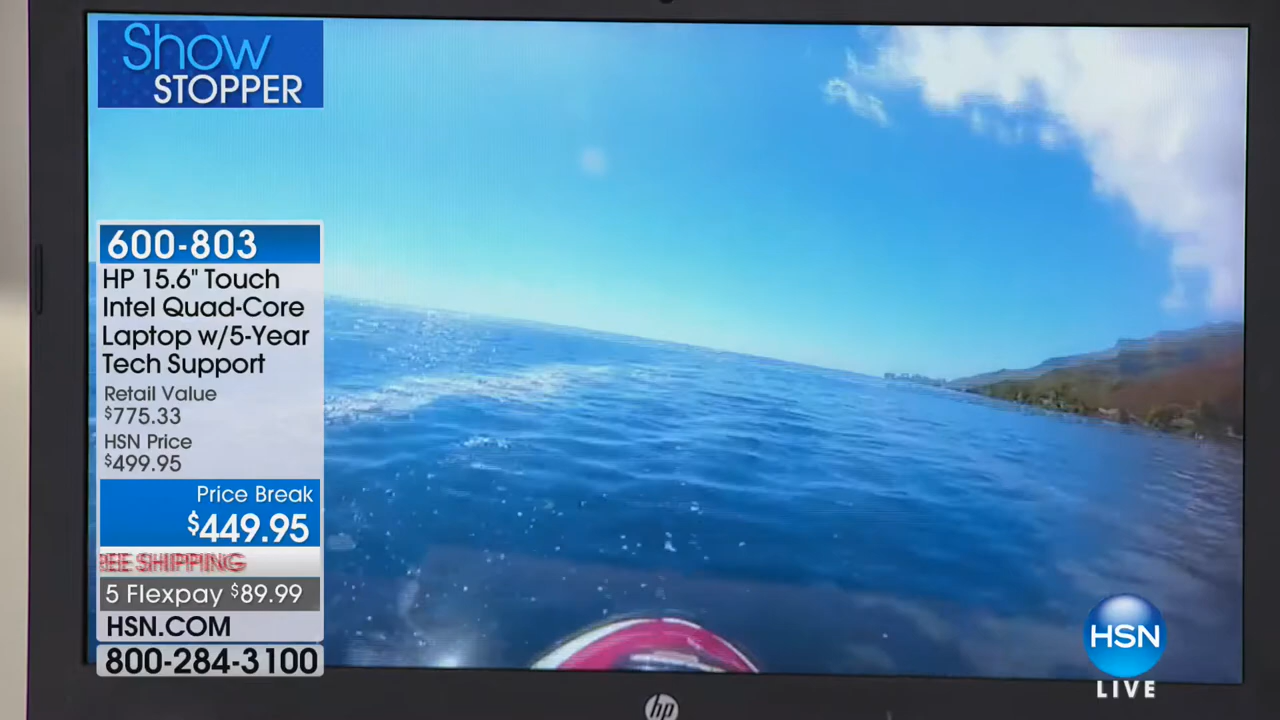 Show
STOPPER
600-803
HP 15.6" Touch
Intel Quad-Core
Laptop w/5-Year
Tech Support
Retail Value
$775.33
HSN Price
$499.95
Price Break
$449.95
REE SHIPPING
5 Flexpay $89.99
HSN.COM
800-284-3100
HSN
LIVE
hp